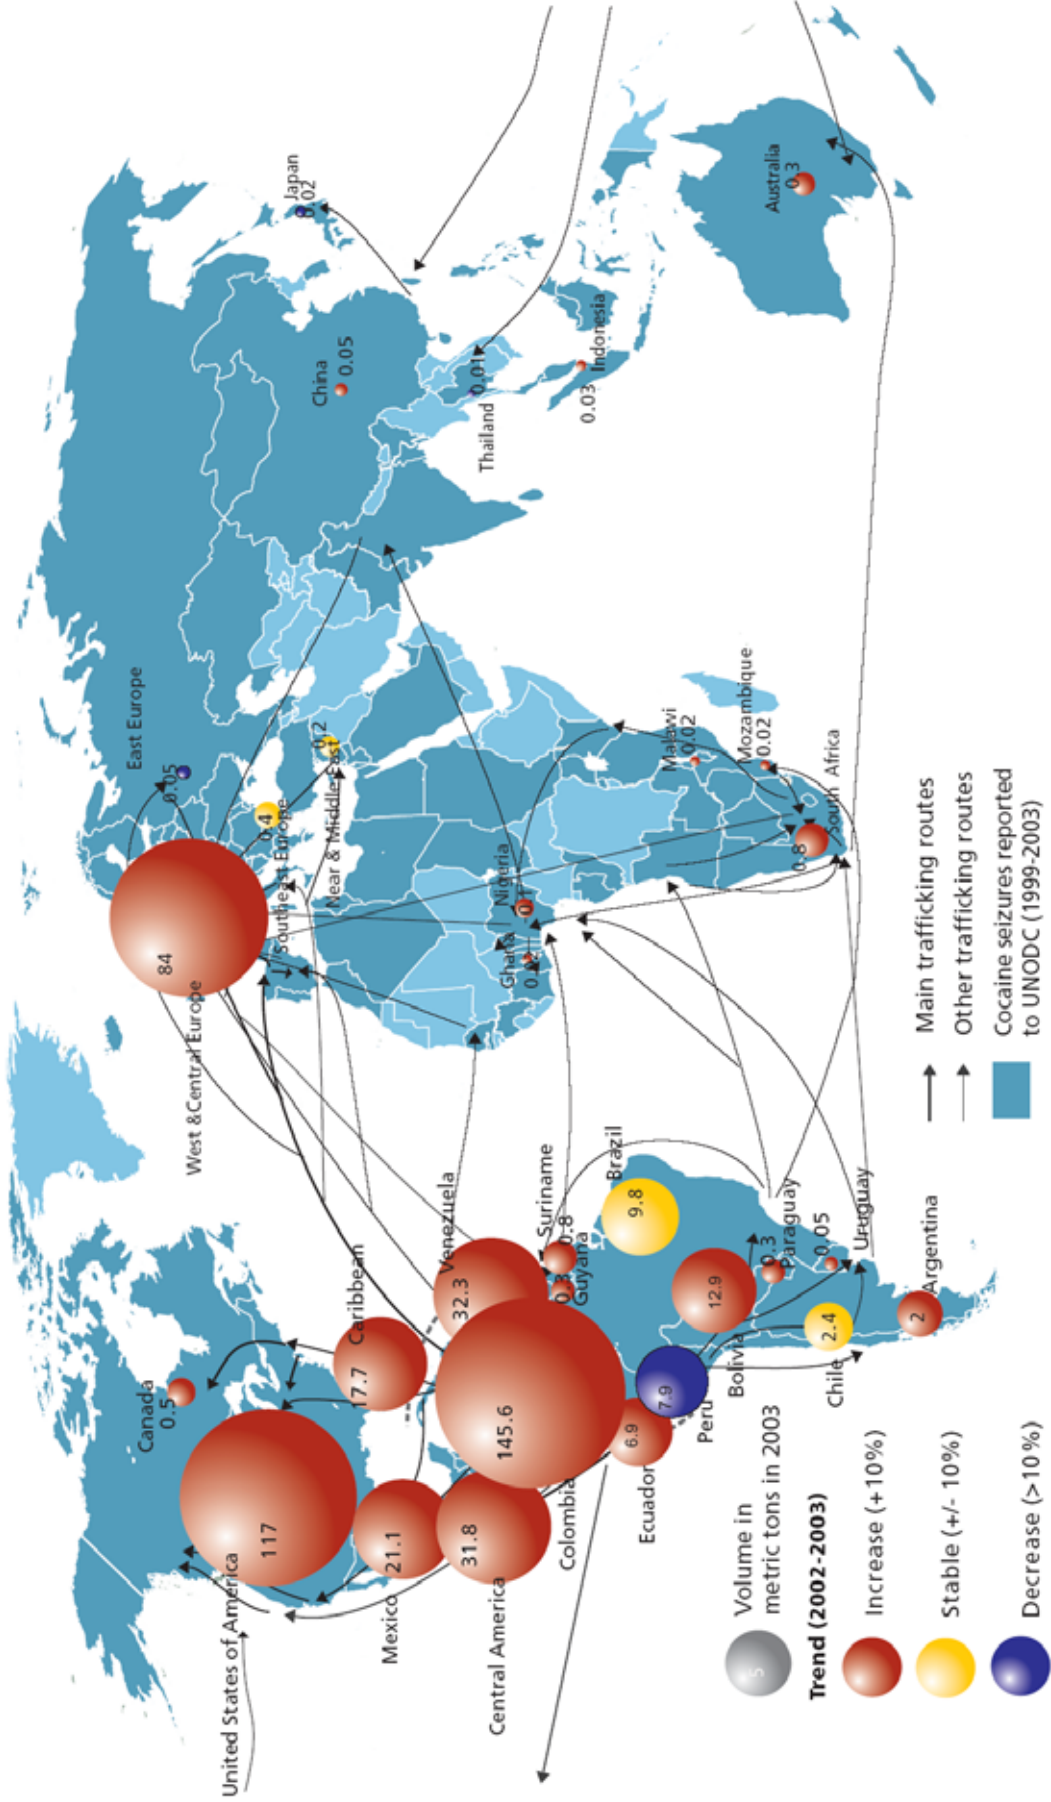 Canada
0.5
United States of America
117
Mexico
21.1
Caribbean
17.7
Central America
31.8
Venezuela
32.3
Colombia
145.6
Suriname
0.8
Guyana
0.3
Ecuador
6.9
Peru
7.9
Brazil
9.8
Bolivia
12.9
Paraguay
0.3
Chile
2.4
0.05
Uruguay
Argentina
2
West &Central Europe
84
East Europe
0.05
Southeast Europe
0.4
Near & Middle East
0.2
Ghana
Nigeria
0.1
Malawi
0.02
Mozambique
0.02
South Africa
0.8
China
0.05
Japan
0.02
Thailand
0.01
Indonesia
0.03
Australia
0.3
5
Volume in
metric tons in 2003
Trend (2002-2003)
Increase (+10%)
Stable (+/- 10%)
Decrease (>10%)
Main trafficking routes
Other trafficking routes
Cocaine seizures reported
to UNODC (1999-2003)